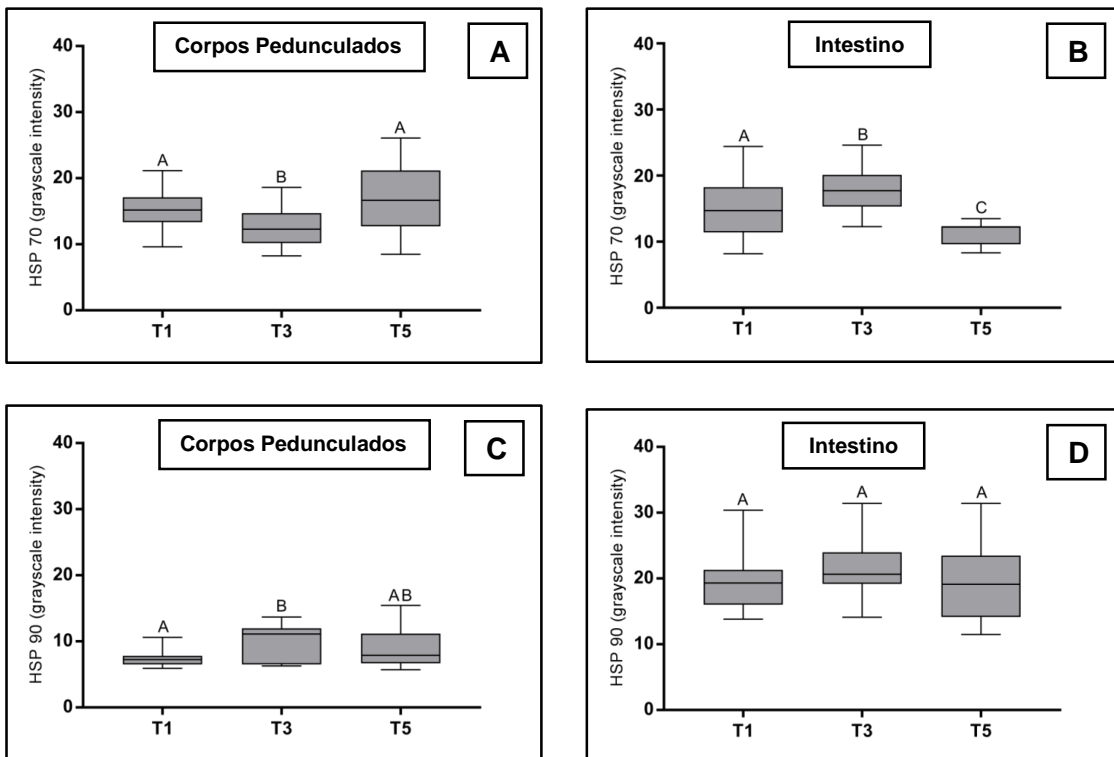 Corpos Pedunculados
A
HSP 70 (grayscale intensity)
40
30
20
10
0
A
B
A
T1 T3 T5
Intestino
B
HSP 70 (grayscale intensity)
40
30
20
10
0
A
B
C
T1 T3 T5
Corpos Pedunculados
C
HSP 90 (grayscale intensity)
40
30
20
10
0
A
B
AB
T1 T3 T5
Intestino
D
HSP 90 (grayscale intensity)
40
30
20
10
0
A A A
T1 T3 T5